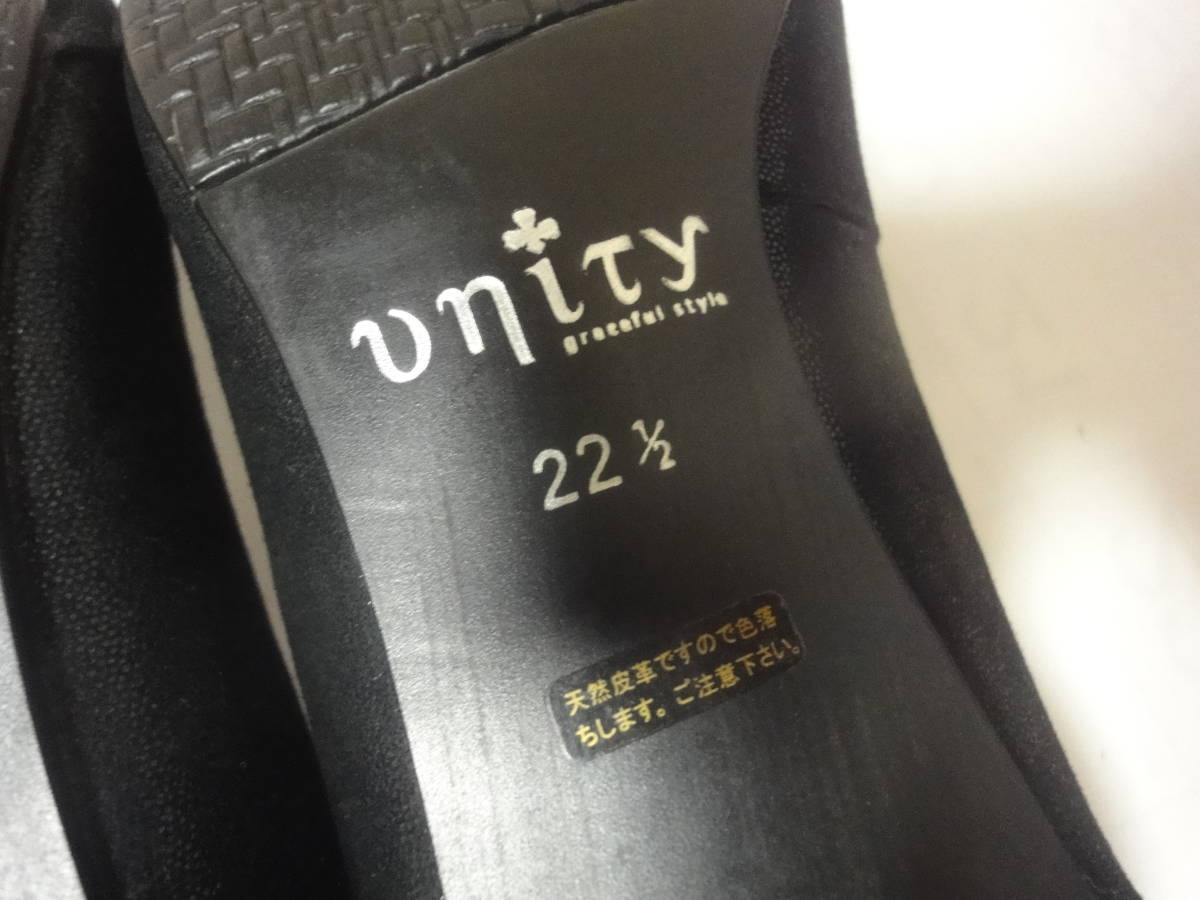 unity
graceful style
22 ½
天然皮革ですので色落
ちします。ご注意下さい。